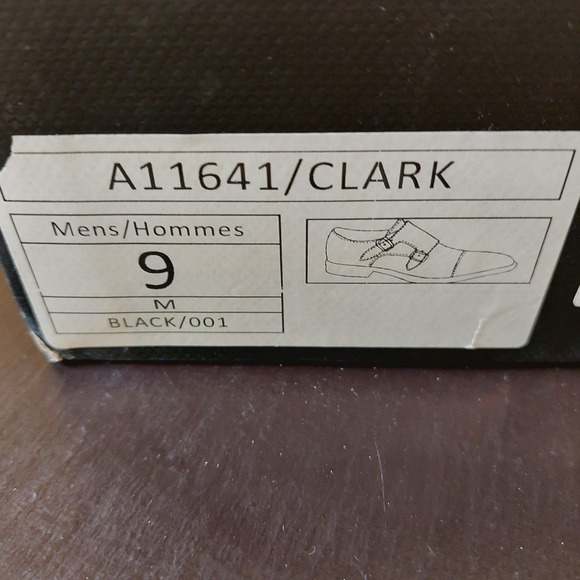 A11641/CLARK
Mens/Hommes
9
M
BLACK/001